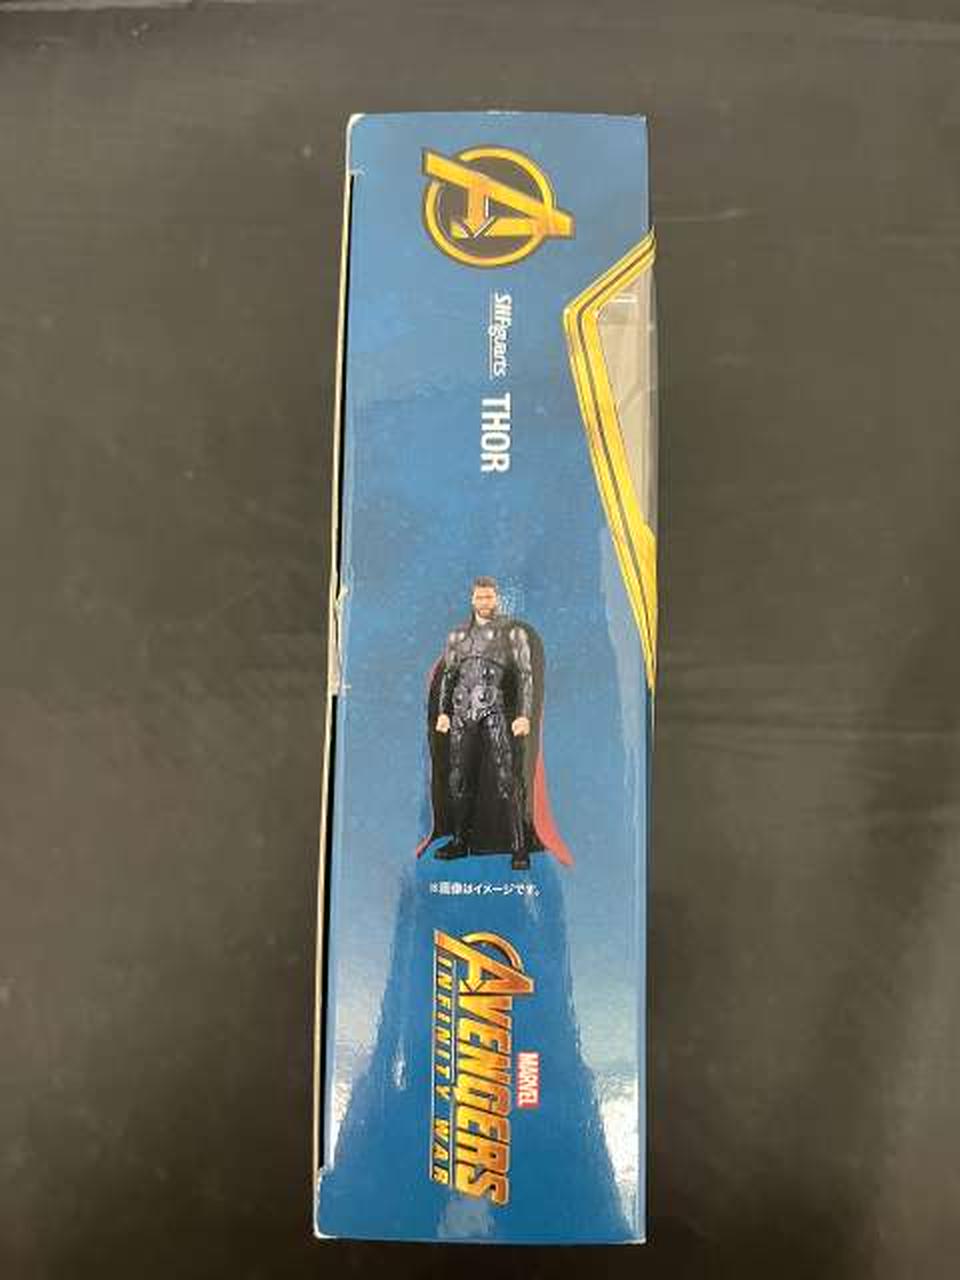 S.H.Figuarts
THOR
※画像はイメージです。
MARVEL
AVENGERS
INFINITY WAR